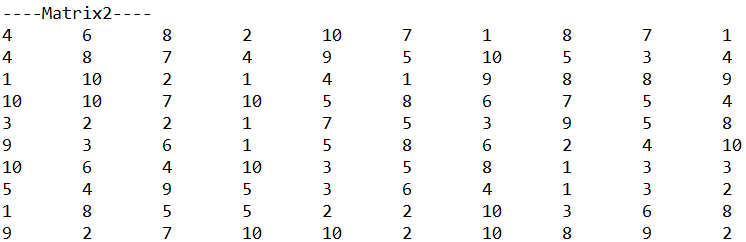 ----Matrix2----
4 6 8 2 10 7 1 8 7 1
4 8 7 4 9 5 10 5 3 4
1 10 2 1 4 1 9 8 8 9
10 10 7 10 5 8 6 7 5 4
3 2 2 1 7 5 3 9 5 8
9 3 6 1 5 8 6 2 4 10
10 6 4 10 3 5 8 1 3 3
5 4 9 5 3 6 4 1 3 2
1 8 5 5 2 2 10 3 6 8
9 2 7 10 10 2 10 8 9 2